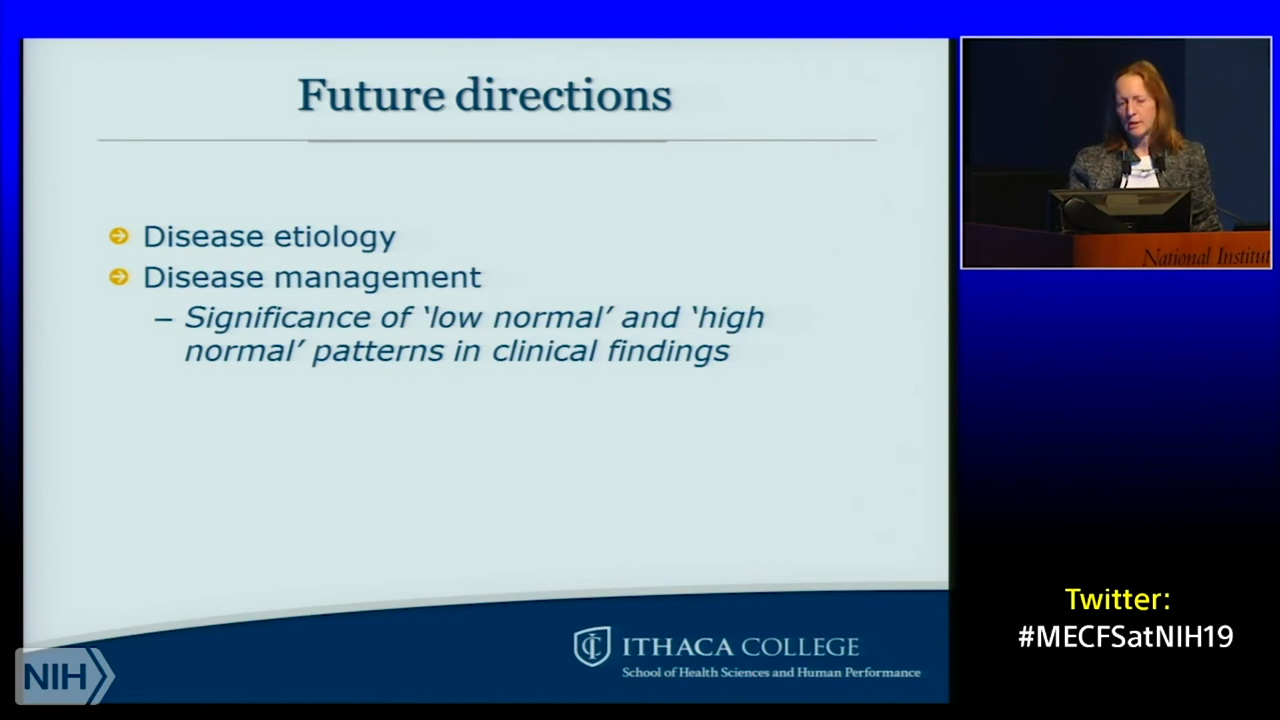 Future directions
Disease etiology
Disease management
– Significance of ‘low normal’ and ‘high
normal’ patterns in clinical findings
ITHACA COLLEGE
School of Health Sciences and Human Performance
NIH
National Institut
Twitter:
#MECFSatNIH19